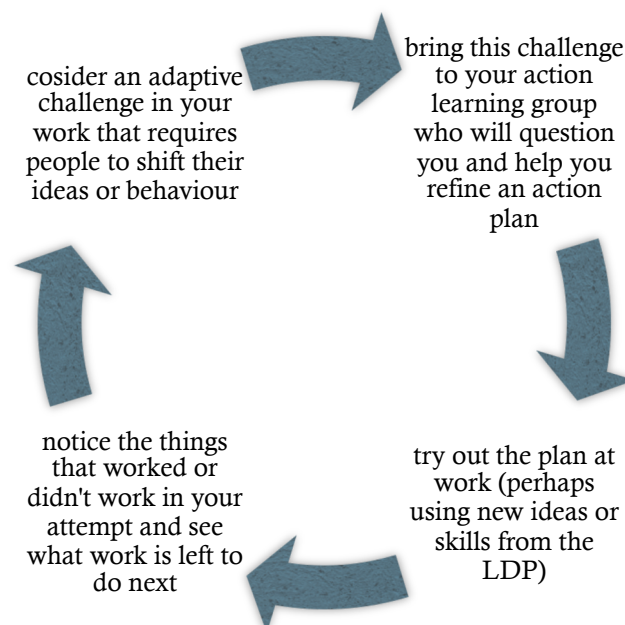 cosider an adaptive
challenge in your
work that requires
people to shift their
ideas or behaviour
bring this challenge
to your action
learning group
who will question
you and help you
refine an action
plan
try out the plan at
work (perhaps
using new ideas or
skills from the
LDP)
notice the things
that worked or
didn't work in your
attempt and see
what work is left to
do next